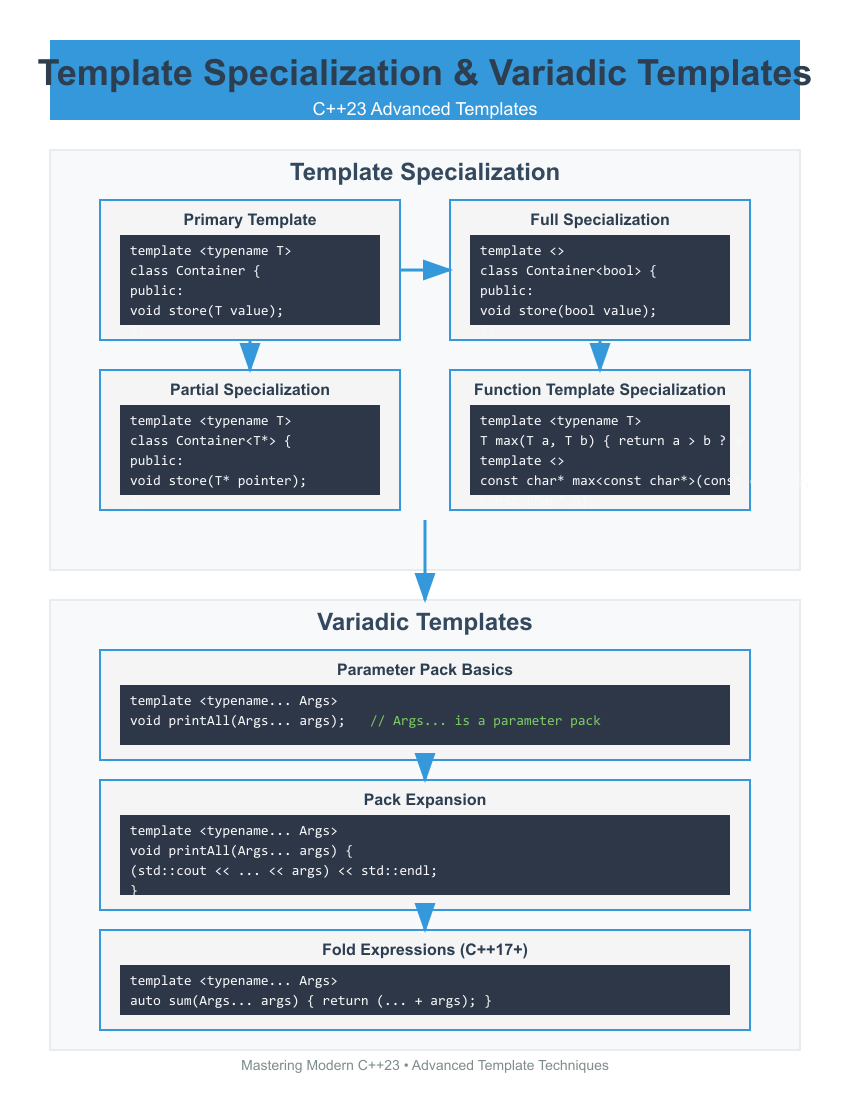 Template Specialization & Variadic Templates
C++23 Advanced Templates
Template Specialization
Primary Template
template <typename T>
class Container {
public:
void store(T value);
Full Specialization
template <>
class Container<bool> {
public:
void store(bool value);
Partial Specialization
template <typename T>
class Container<T*> {
public:
void store(T* pointer);
Function Template Specialization
template <typename T>
T max(T a, T b) { return a > b ?
template <>
const char* max<const char*>(cons
Variadic Templates
Parameter Pack Basics
template <typename... Args>
void printAll(Args... args); // Args... is a parameter pack
Pack Expansion
template <typename... Args>
void printAll(Args... args) {
(std::cout << ... << args) << std::endl;
}
Fold Expressions (C++17+)
template <typename... Args>
auto sum(Args... args) { return (... + args); }
Mastering Modern C++23 • Advanced Template Techniques